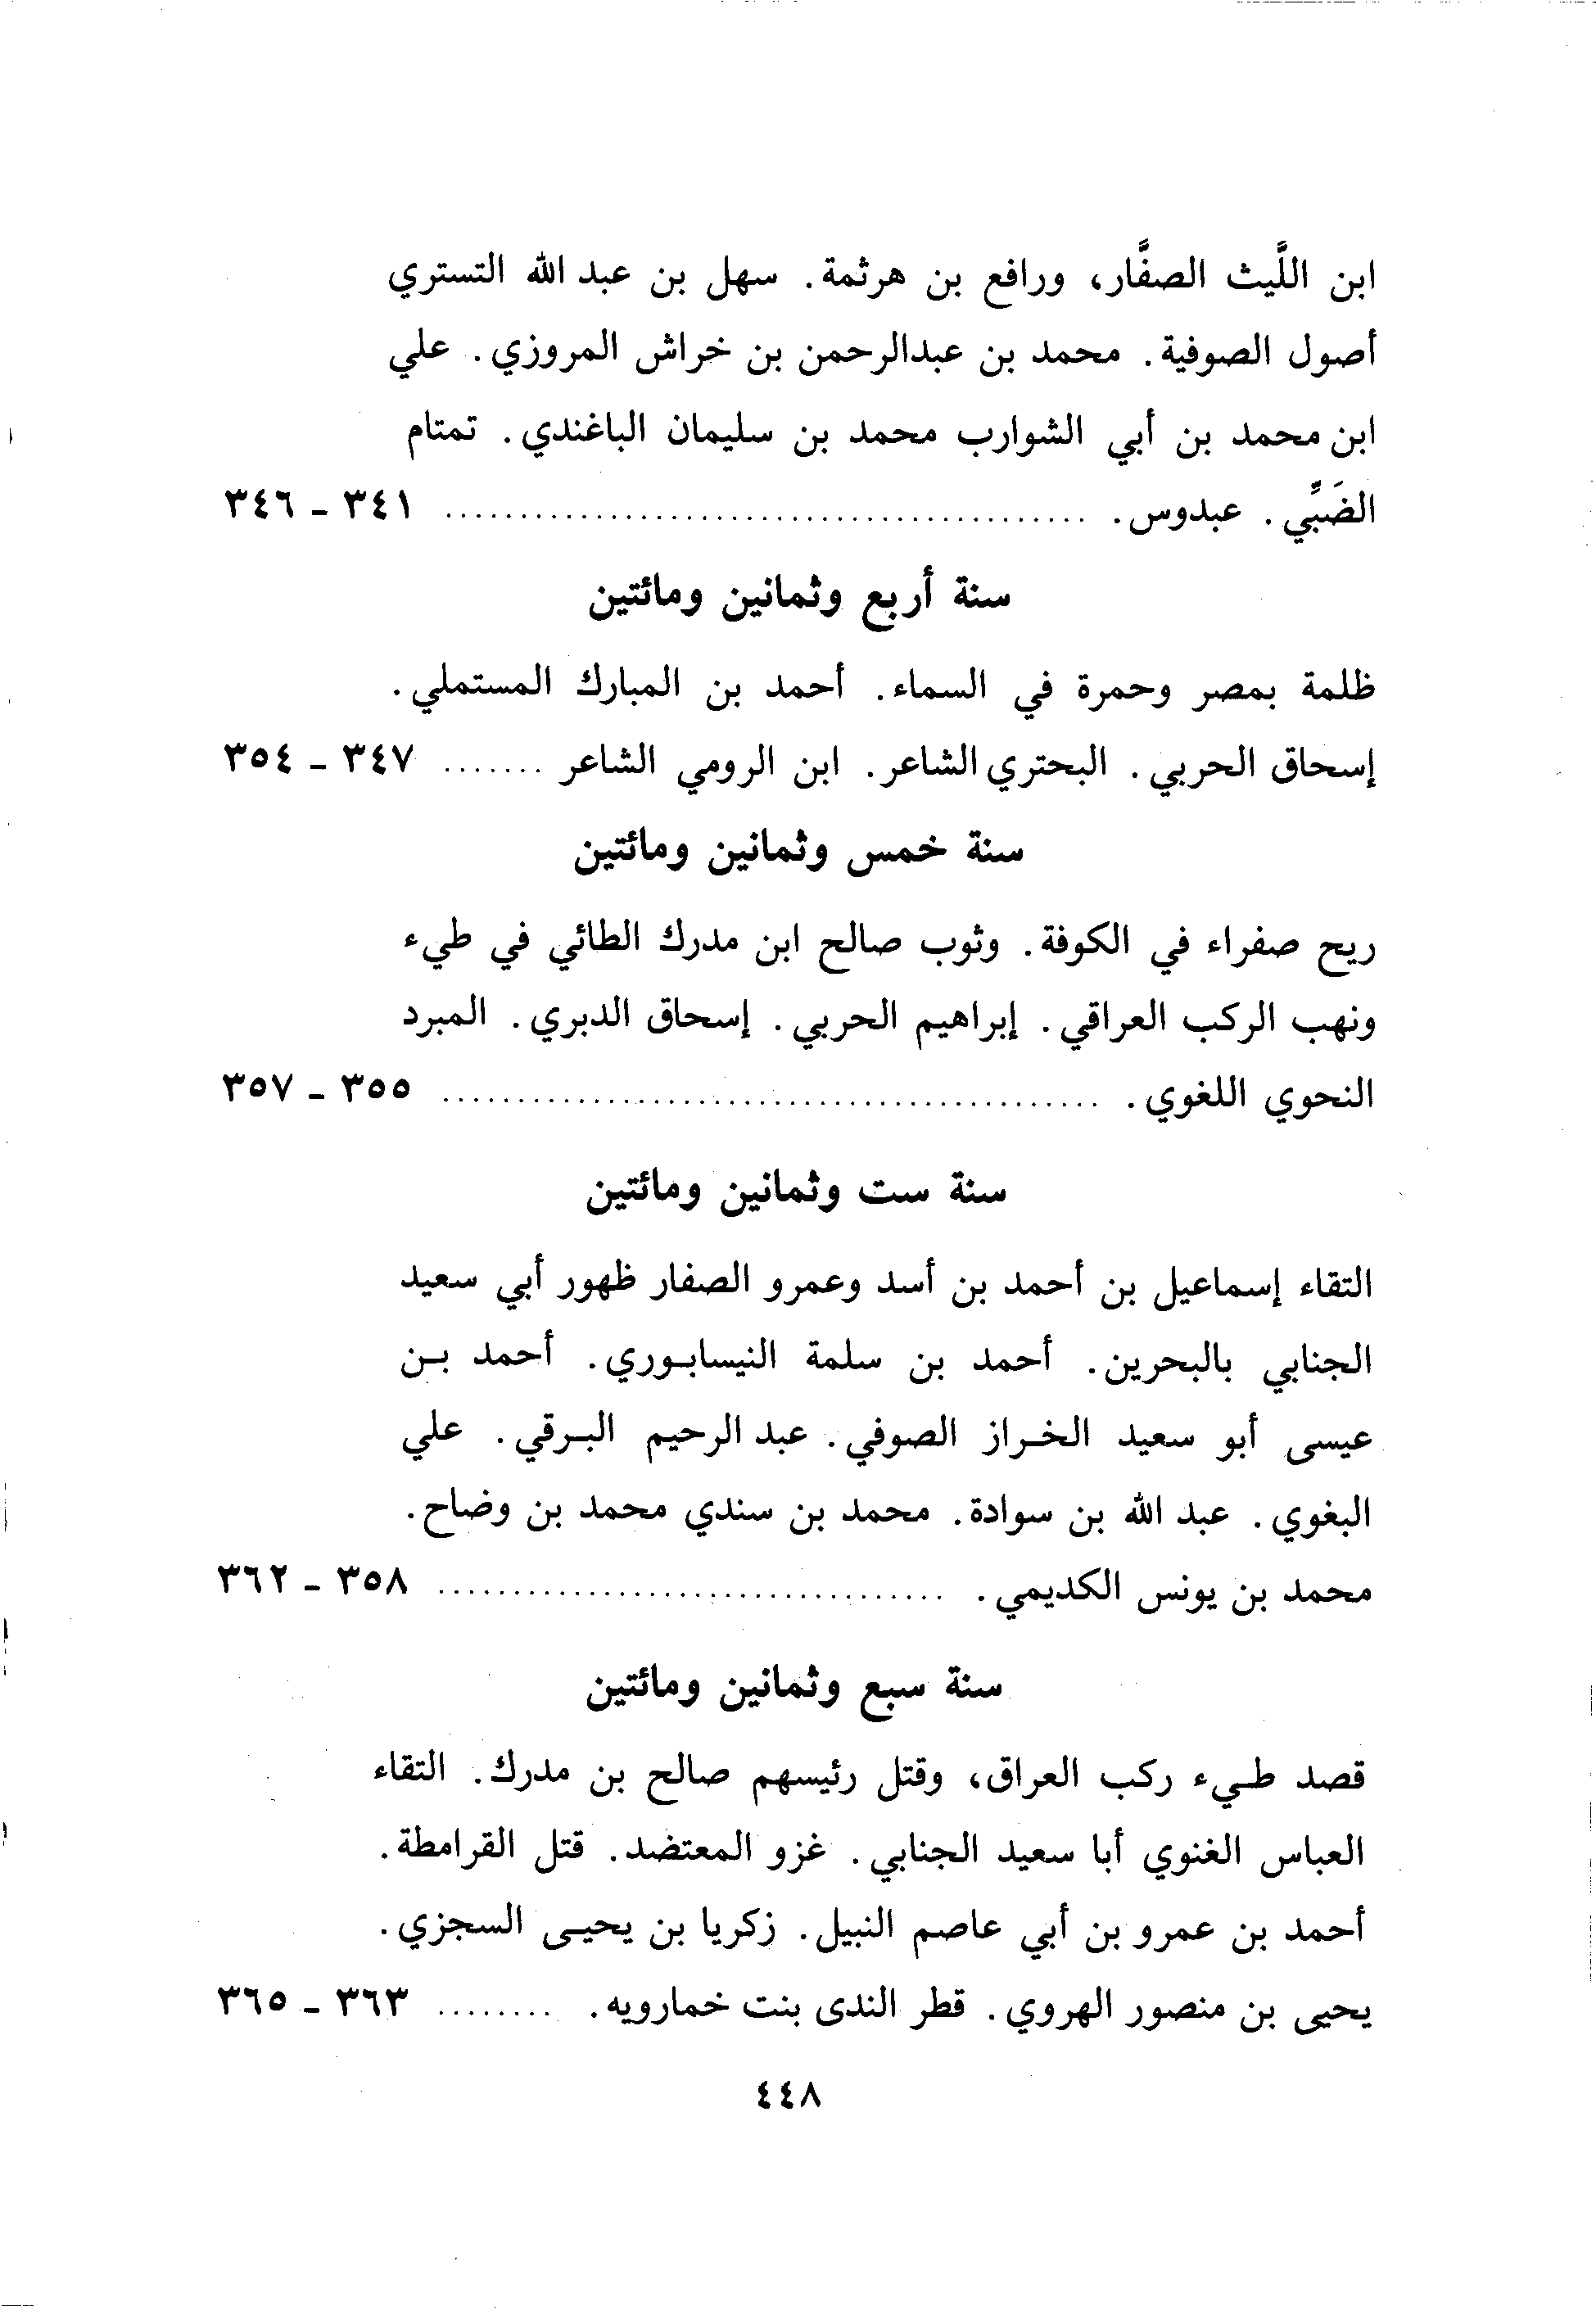 ابن اللَّيث الصفَّار، ورافع بن هرثمة. سهل بن عبد الله التستري
أصول الصوفية. محمد بن عبدالرحمن بن خراش المروزي. علي
ابن محمد بن أبي الشوارب محمد بن سليمان الباغندي. تمتام
الضَبِّي. عبدوس. ........................................... ٣٤١ - ٣٤٦
سنة أربع وثمانين ومائتين
ظلمة بمصر وحمرة في السماء. أحمد بن المبارك المستملي.
إسحاق الحربي. البحتري الشاعر. ابن الرومي الشاعر ....... ٣٤٧ - ٣٥٤
سنة خمس وثمانين ومائتين
ريح صفراء في الكوفة. وثوب صالح ابن مدرك الطائي في طيء
ونهب الركب العراقي. إبراهيم الحربي. إسحاق الدبري. المبرد
النحوي اللغوي. ............................................ ٣٥٥ - ٣٥٧
سنة ست وثمانين ومائتين
التقاء إسماعيل بن أحمد بن أسد وعمرو الصفار ظهور أبي سعيد
الجنابي بالبحرين. أحمد بن سلمة النيسابـوري. أحمد بـن
عيسى أبو سعيد الخـراز الصوفي. عبد الرحيم البـرقي. علي
البغوي. عبد الله بن سوادة. محمد بن سندي محمد بن وضاح.
محمد بن يونس الكديمي. .................................. ٣٥٨ - ٣٦٢
سنة سبع وثمانين ومائتين
قصد طـيء ركب العراق، وقتل رئيسهم صالح بن مدرك. التقاء
العباس الغنوي أبا سعيد الجنابي. غزو المعتضد. قتل القرامطة.
أحمد بن عمرو بن أبي عاصم النبيل. زكريا بن يحيـى السجزي.
يحيى بن منصور الهروي. قطر الندى بنت خمارويه. ........ ٣٦٣ - ٣٦٥
٤٤٨